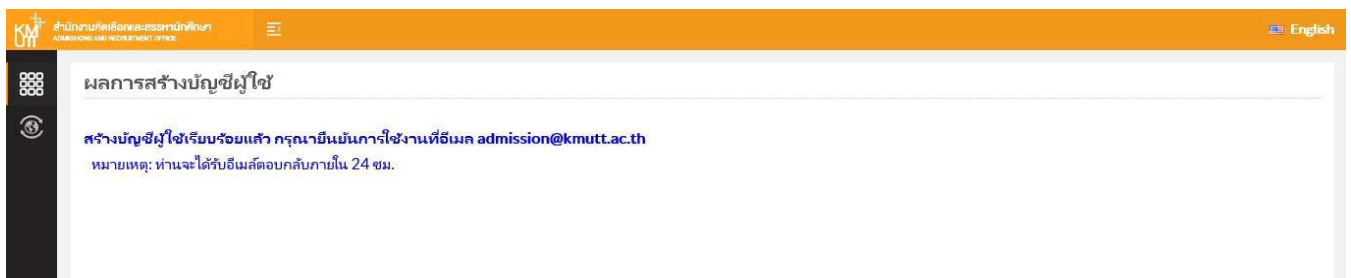 KMUTT
สำนักงานคัดเลือกและสรรหานักศึกษา
ADMISSIONS AND RECRUITMENT OFFICE
English
ผลการสร้างบัญชีผู้ใช้
สร้างบัญชีผู้ใช้เรียบร้อยแล้ว กรุณายืนยันการใช้งานที่อีเมล admission@kmutt.ac.th
หมายเหตุ: ท่านจะได้รับอีเมล์ตอบกลับภายใน 24 ชม.